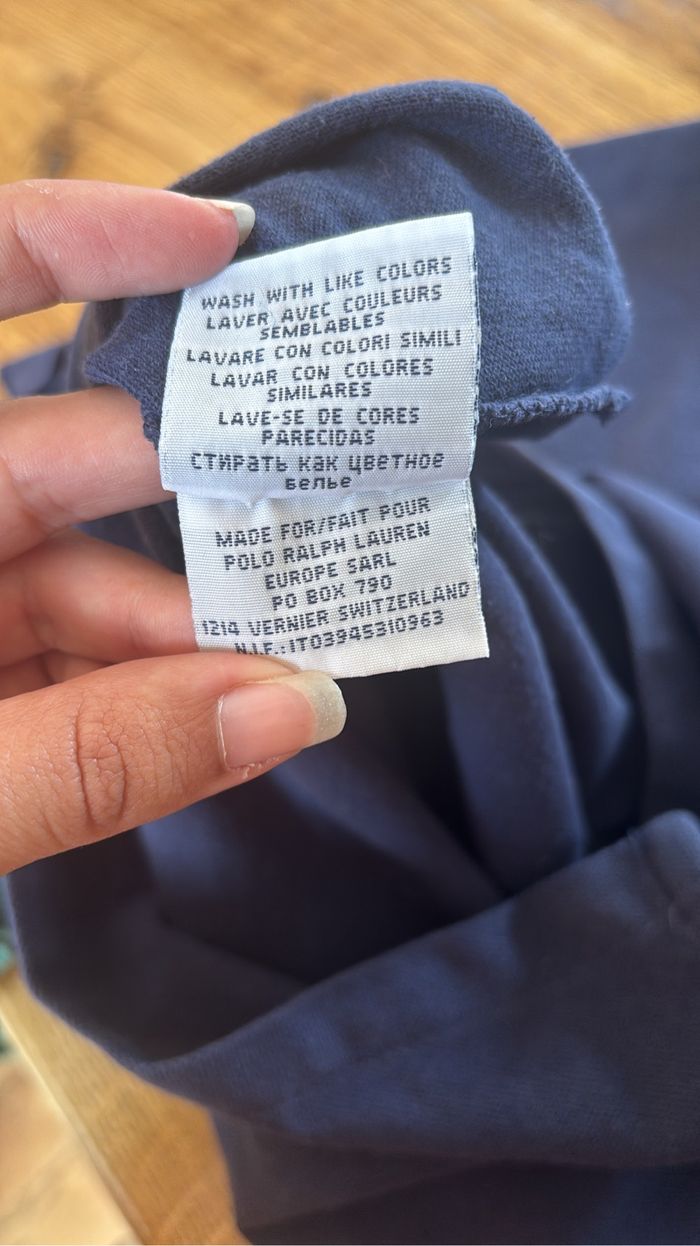 WASH WITH LIKE COLORS
LAVER AVEC COULEURS
SEMBLABLES
LAVARE CON COLORI SIMILI
LAVAR CON COLORES
SIMILARES
LAVE-SE DE CORES
PARECIDAS
СТИРАТЬ КАК ЦВЕТНОЕ
БЕЛЬЕ
MADE FOR/FAIT POUR
POLO RALPH LAUREN
EUROPE SARL
PO BOX 790
1214 VERNIER SWITZERLAND
N.I.F.:IT03945310963